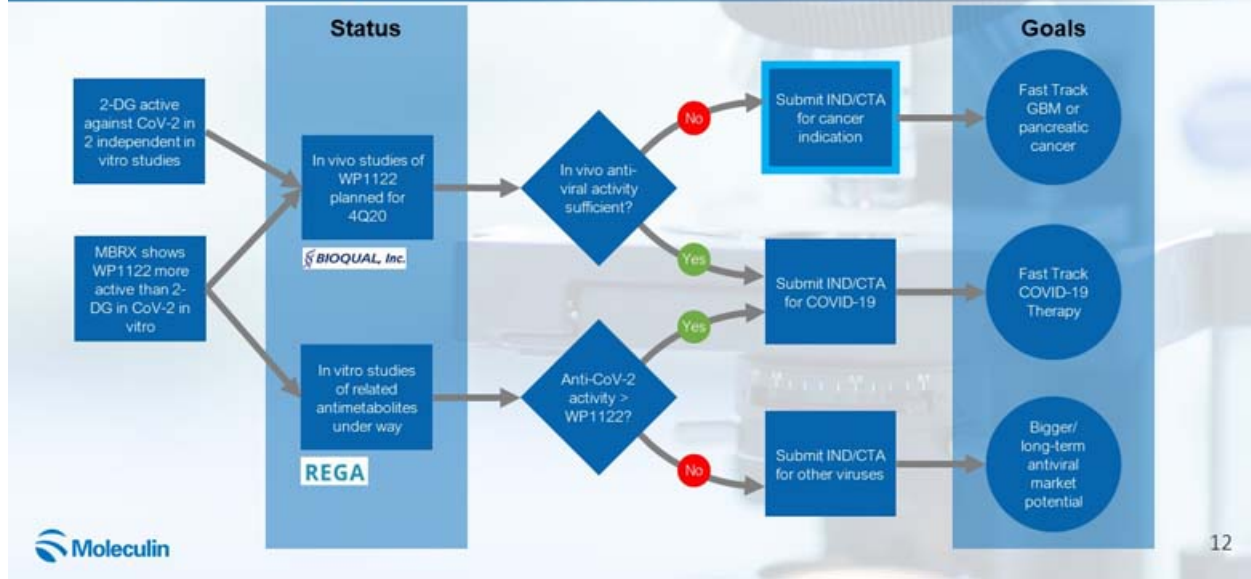 Status
Goals
2-DG active
against CoV-2 in
2 independent in
vitro studies
MBRX shows
WP1122 more
active than 2-
DG in CoV-2 in
vitro
In vivo studies of
WP1122
planned for
4Q20
BIOQUAL, Inc.
In vitro studies
of related
antimetabolites
under way
REGA
In vivo anti-
viral activity
sufficient?
No
Yes
Anti-CoV-2
activity >
WP1122?
Yes
No
Submit IND/CTA
for cancer
indication
Submit IND/CTA
for COVID-19
Submit IND/CTA
for other viruses
Fast Track
GBM or
pancreatic
cancer
Fast Track
COVID-19
Therapy
Bigger/
long-term
antiviral
market
potential
Moleculin
12